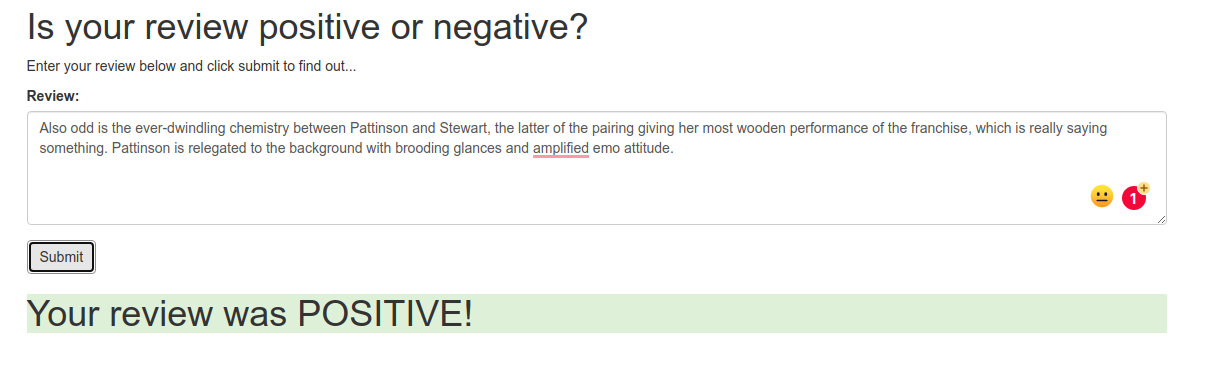 Is your review positive or negative?
Enter your review below and click submit to find out...
Review:
Also odd is the ever-dwindling chemistry between Pattinson and Stewart, the latter of the pairing giving her most wooden performance of the franchise, which is really saying
something. Pattinson is relegated to the background with brooding glances and amplified emo attitude.
1
+
Submit
Your review was POSITIVE!